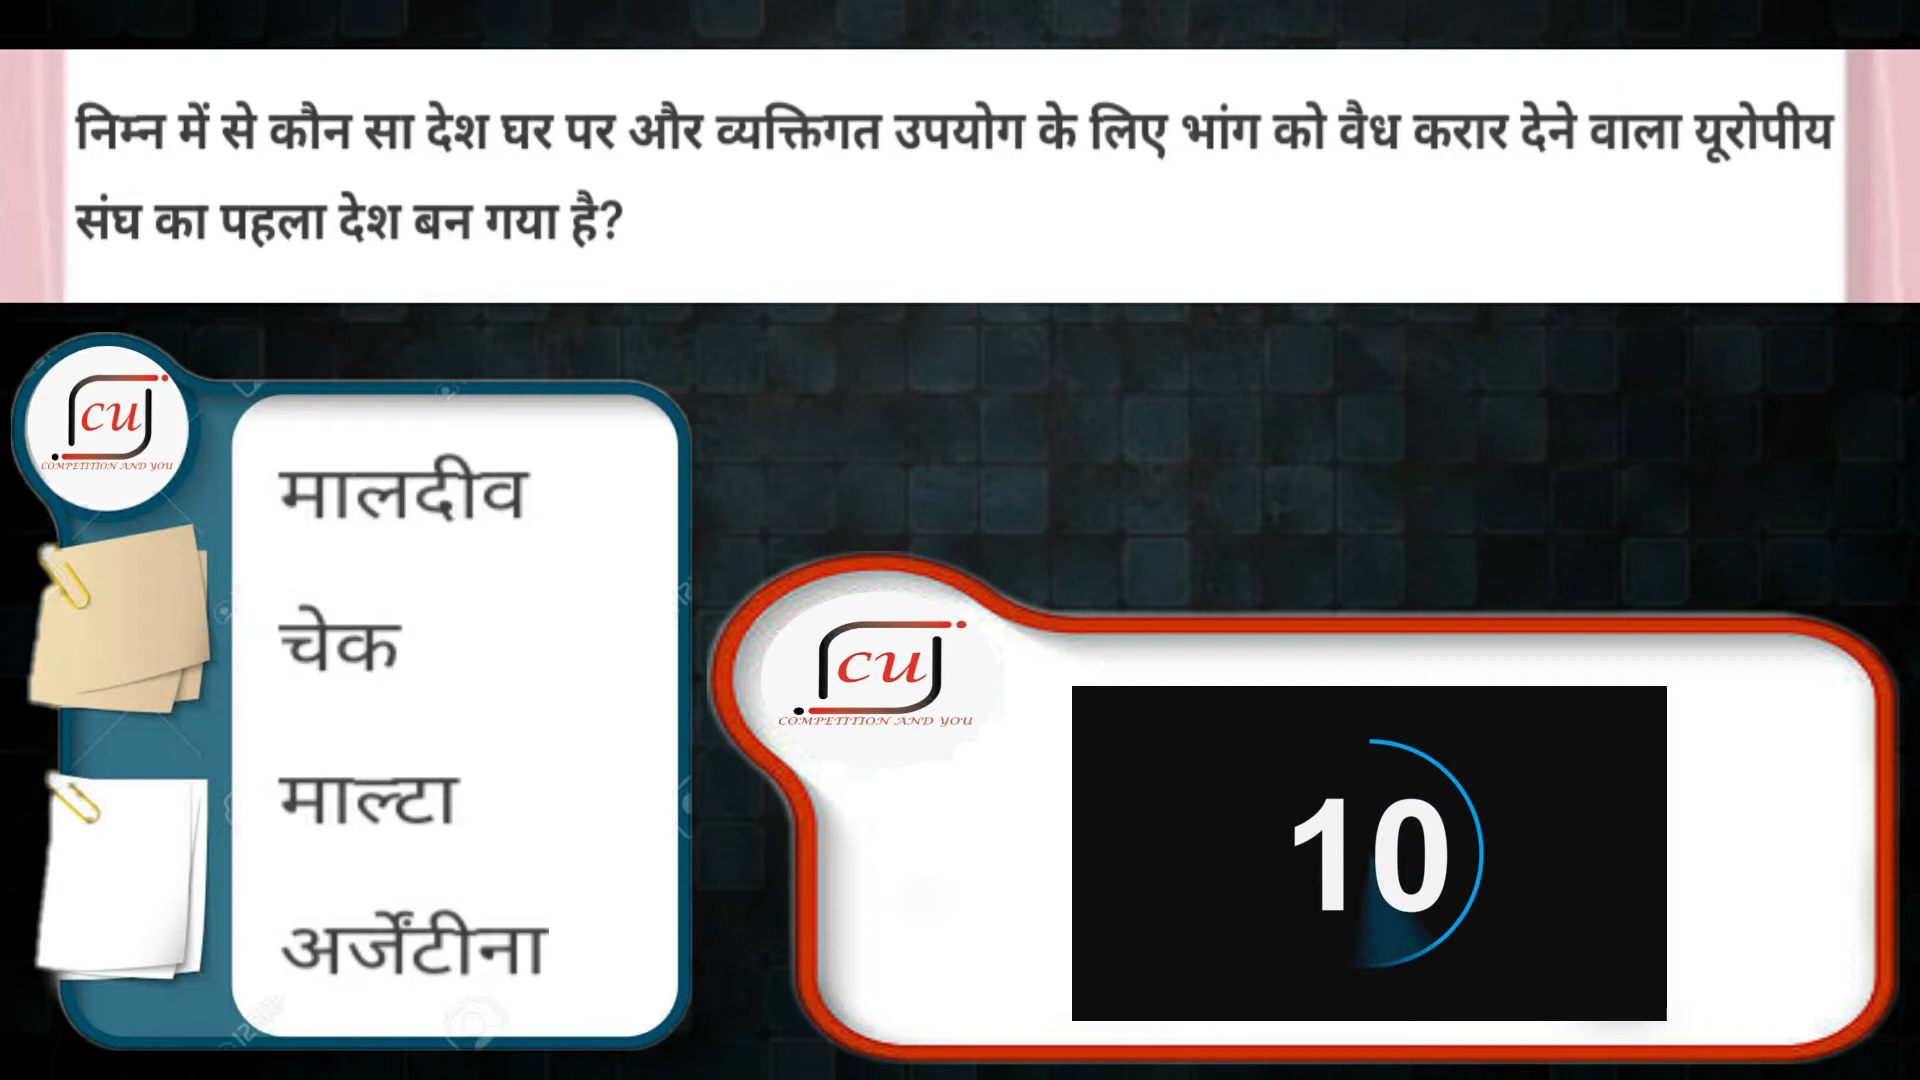 निम्न में से कौन सा देश घर पर और व्यक्तिगत उपयोग के लिए भांग को वैध करार देने वाला यूरोपीय
संघ का पहला देश बन गया है?
CU
COMPETITION AND YOU
मालदीव
चेक
माल्टा
अर्जेंटीना
CU
COMPETITION AND YOU
10